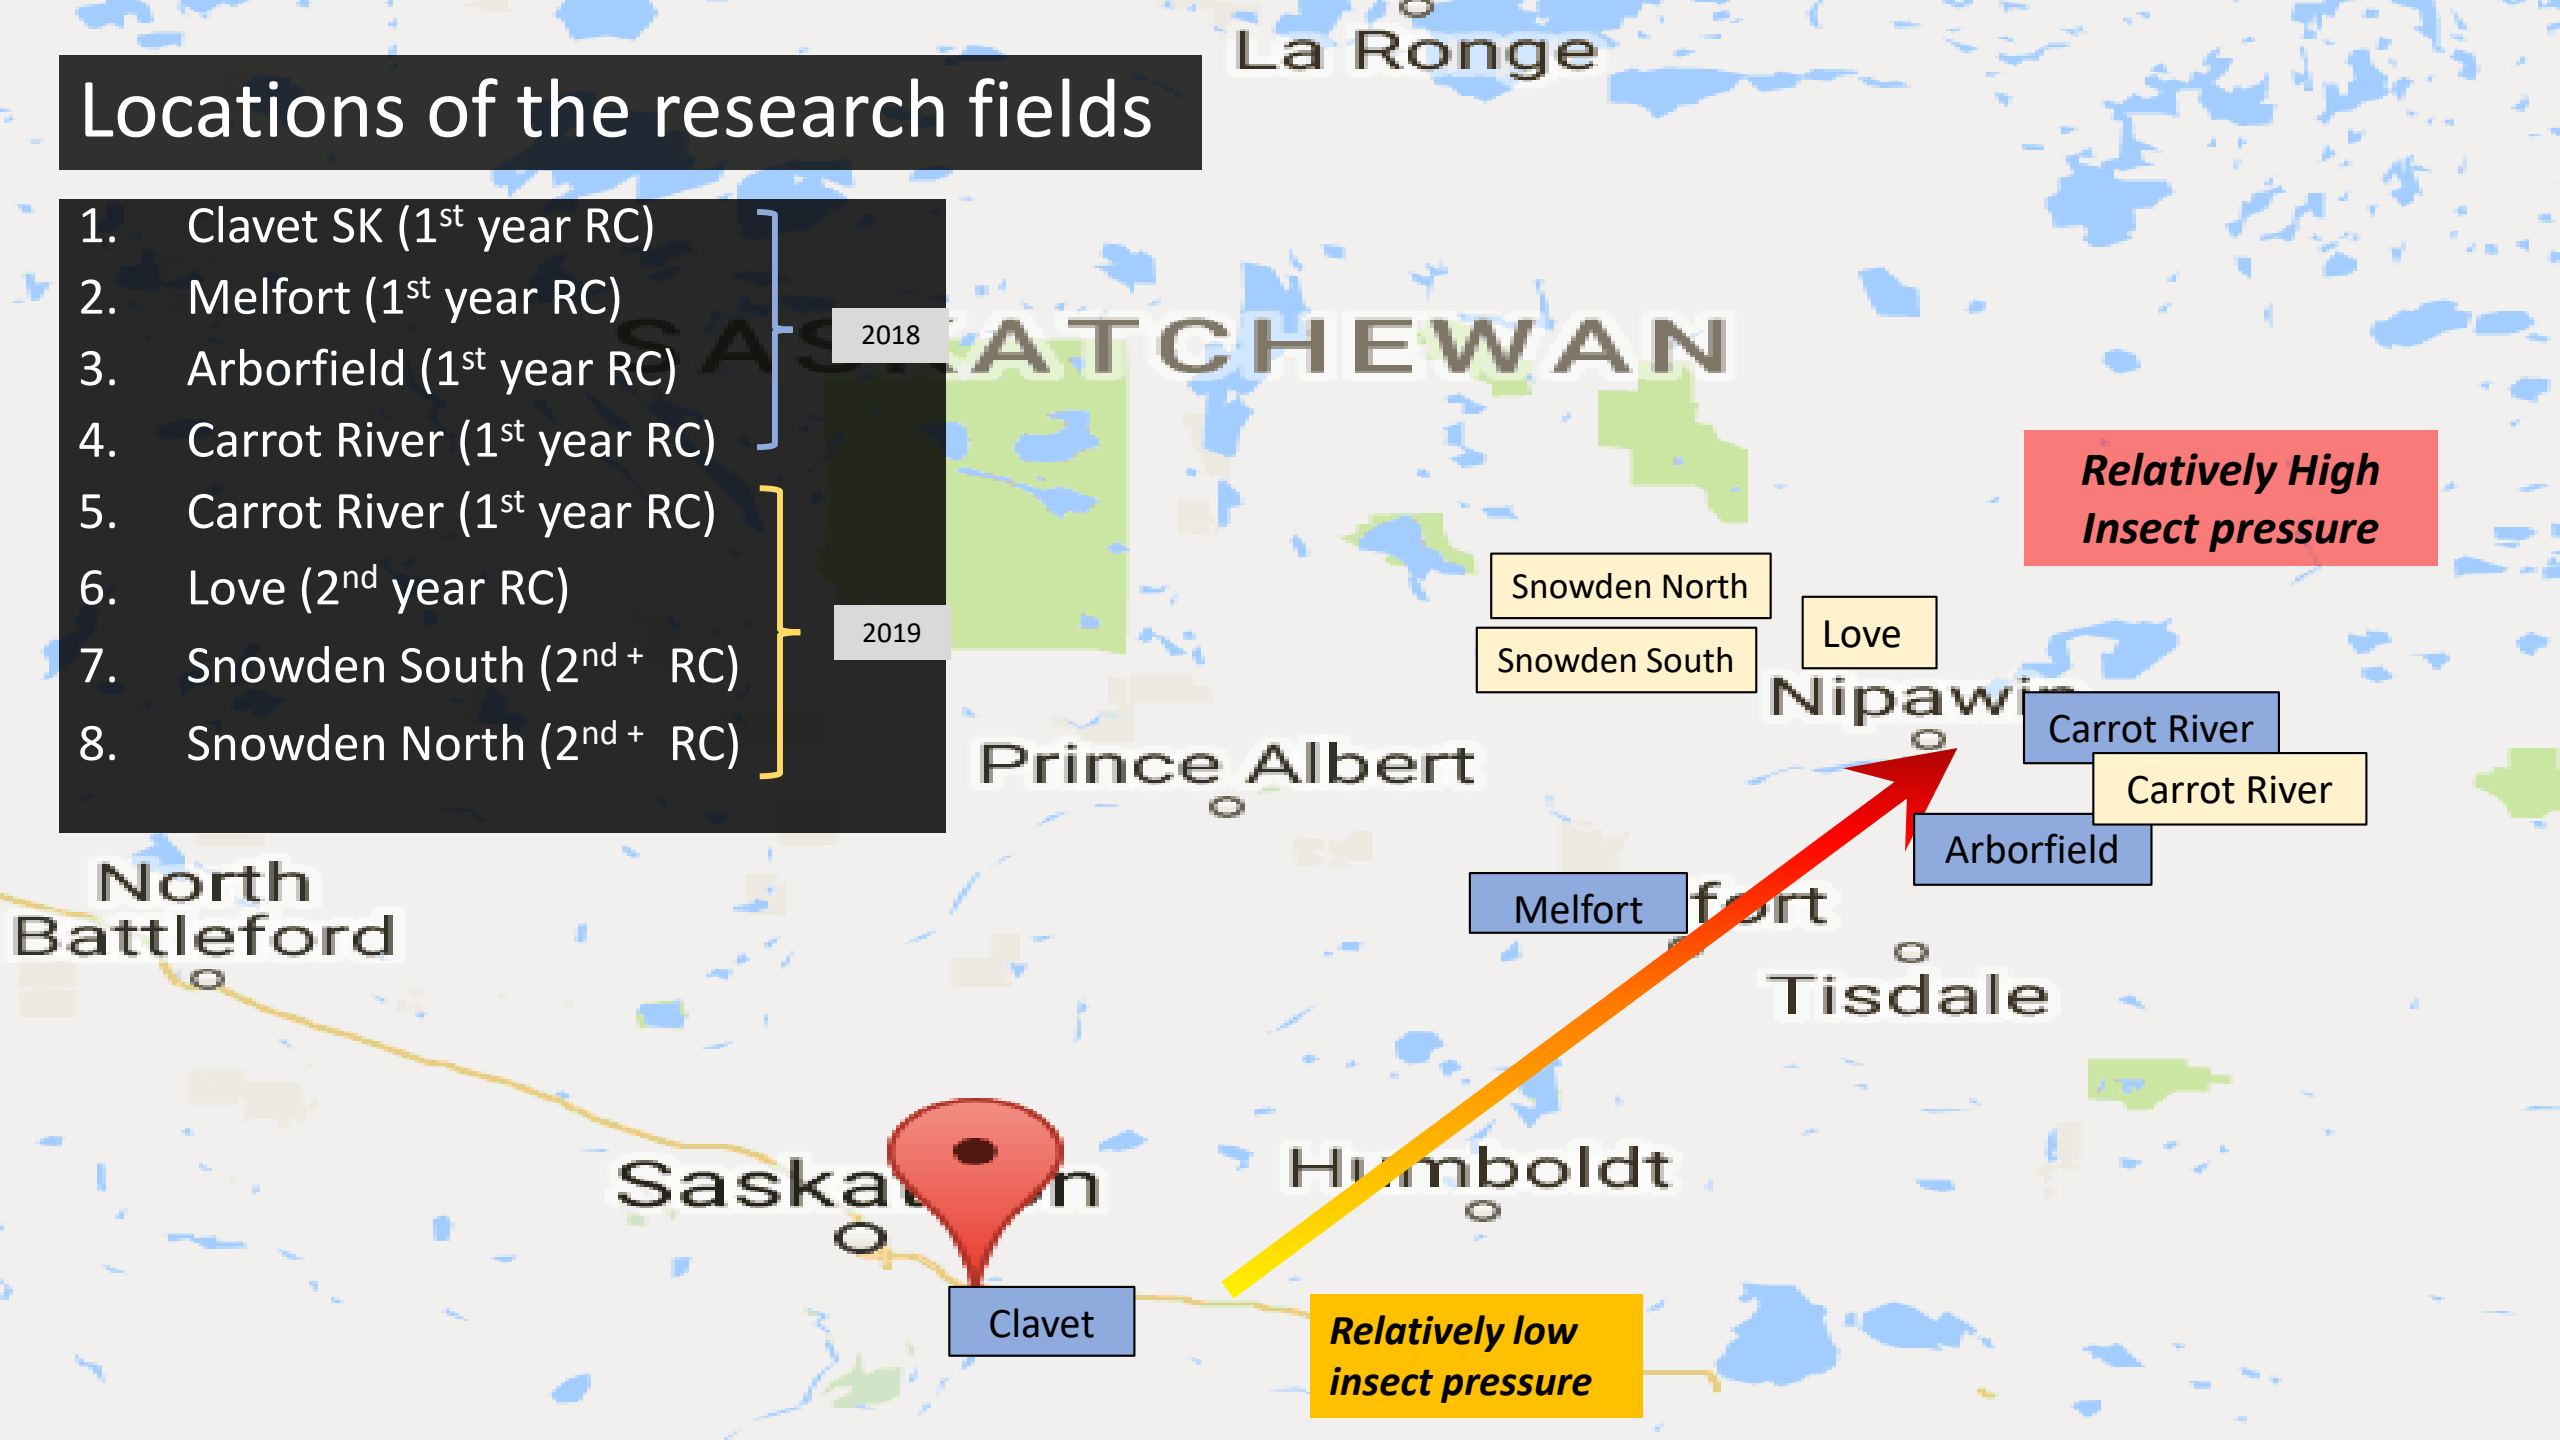 La Ronge
Locations of the research fields
1. Clavet SK (1st year RC)
2. Melfort (1st year RC)
3. Arborfield (1st year RC)
4. Carrot River (1st year RC)
5. Carrot River (1st year RC)
6. Love (2nd year RC)
7. Snowden South (2nd + RC)
8. Snowden North (2nd + RC)
2018
2019
SASKATCHEWAN
Relatively High
Insect pressure
Snowden North
Snowden South
Love
Nipawin
Carrot River
Carrot River
Prince Albert
Arborfield
Melfort
fort
North
Battleford
Tisdale
Saskatoon
Humboldt
Clavet
Relatively low
insect pressure